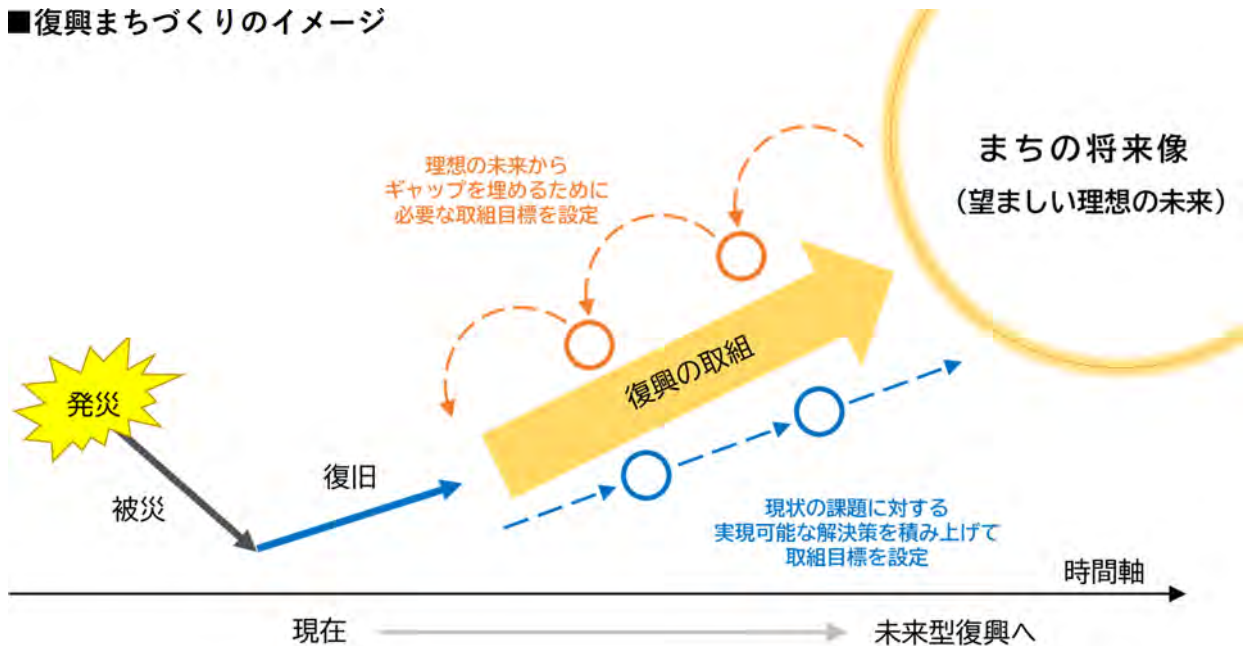 ■復興まちづくりのイメージ
まちの将来像
（望ましい理想の未来）
理想の未来から
ギャップを埋めるために
必要な取組目標を設定
復興の取組
発災
被災
復旧
現状の課題に対する
実現可能な解決策を積み上げて
取組目標を設定
時間軸
現在
未来型復興へ